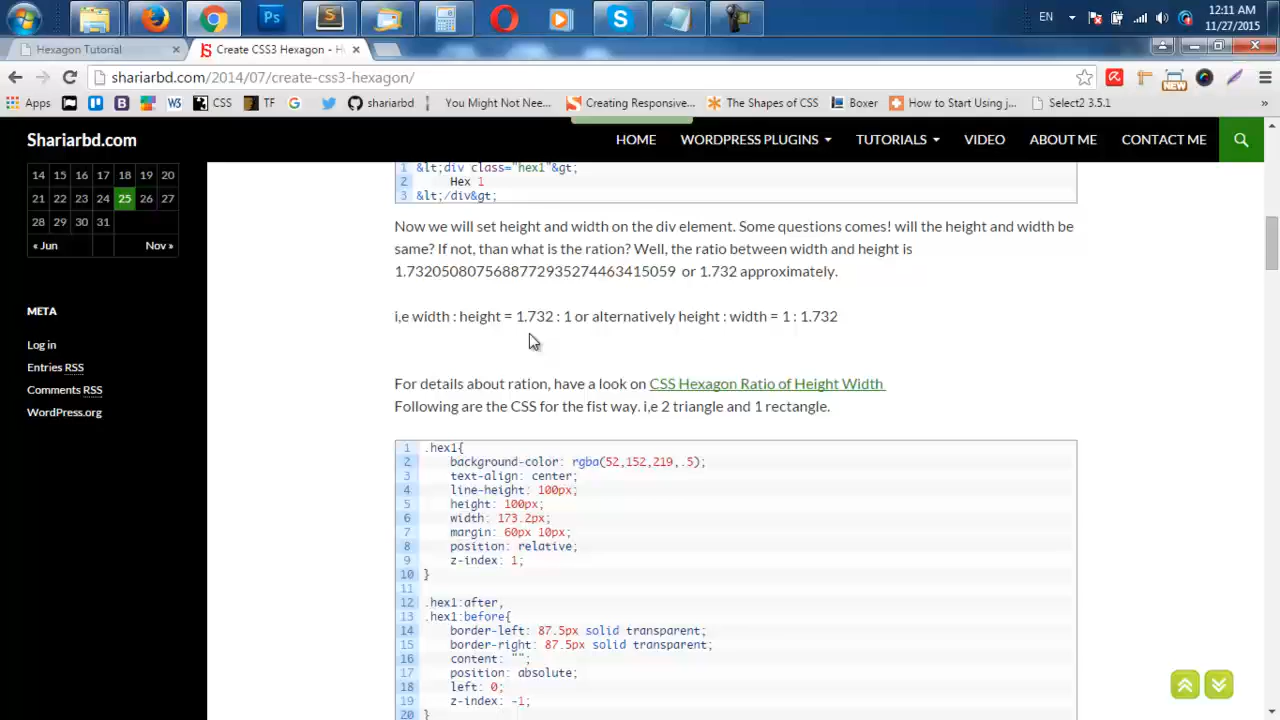 EN
12:11 AM
11/27/2015
Hexagon Tutorial
Create CSS3 Hexagon - H
shariarbd.com/2014/07/create-css3-hexagon/
Apps
W3
CSS
TF
shariarbd
You Might Not Nee...
Creating Responsive...
The Shapes of CSS
Boxer
How to Start Using j...
Select2 3.5.1
Shariarbd.com
HOME
WORDPRESS PLUGINS
TUTORIALS
VIDEO
ABOUT ME
CONTACT ME
14 15 16 17 18 19 20
21 22 23 24 25 26 27
28 29 30 31
« Jun
Nov »
META
Log in
Entries RSS
Comments RSS
WordPress.org
1 &lt;div class="hex1"&gt;
2 Hex 1
3 &lt;/div&gt;
Now we will set height and width on the div element. Some questions comes! will the height and width be
same? If not, than what is the ration? Well, the ratio between width and height is
1.7320508075688772935274463415059 or 1.732 approximately.
i,e width : height = 1.732 : 1 or alternatively height : width = 1 : 1.732
For details about ration, have a look on CSS Hexagon Ratio of Height Width
Following are the CSS for the fist way. i,e 2 triangle and 1 rectangle.
1 .hex1{
2 background-color: rgba(52,152,219,.5);
3 text-align: center;
4 line-height: 100px;
5 height: 100px;
6 width: 173.2px;
7 margin: 60px 10px;
8 position: relative;
9 z-index: 1;
10 }
11
12 .hex1:after,
13 .hex1:before{
14 border-left: 87.5px solid transparent;
15 border-right: 87.5px solid transparent;
16 content: "";
17 position: absolute;
18 left: 0;
19 z-index: -1;
20 }